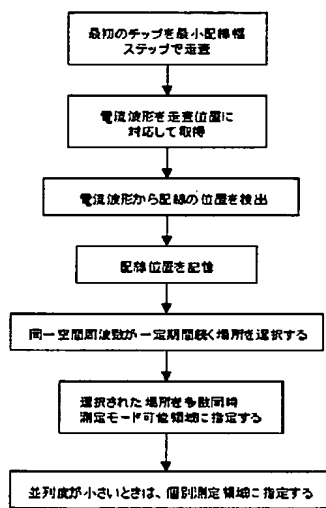 最初のチップを最小配線幅
ステップで走査
電流波形を走査位置に
対応して取得
電流波形から配線の位置を検出
配線位置を記憶
同一空間周波数が一定期間続く場所を選択する
選択された場所を多数同時
測定モード可能領域に指定する
並列度が小さいときは、個別測定領域に指定する